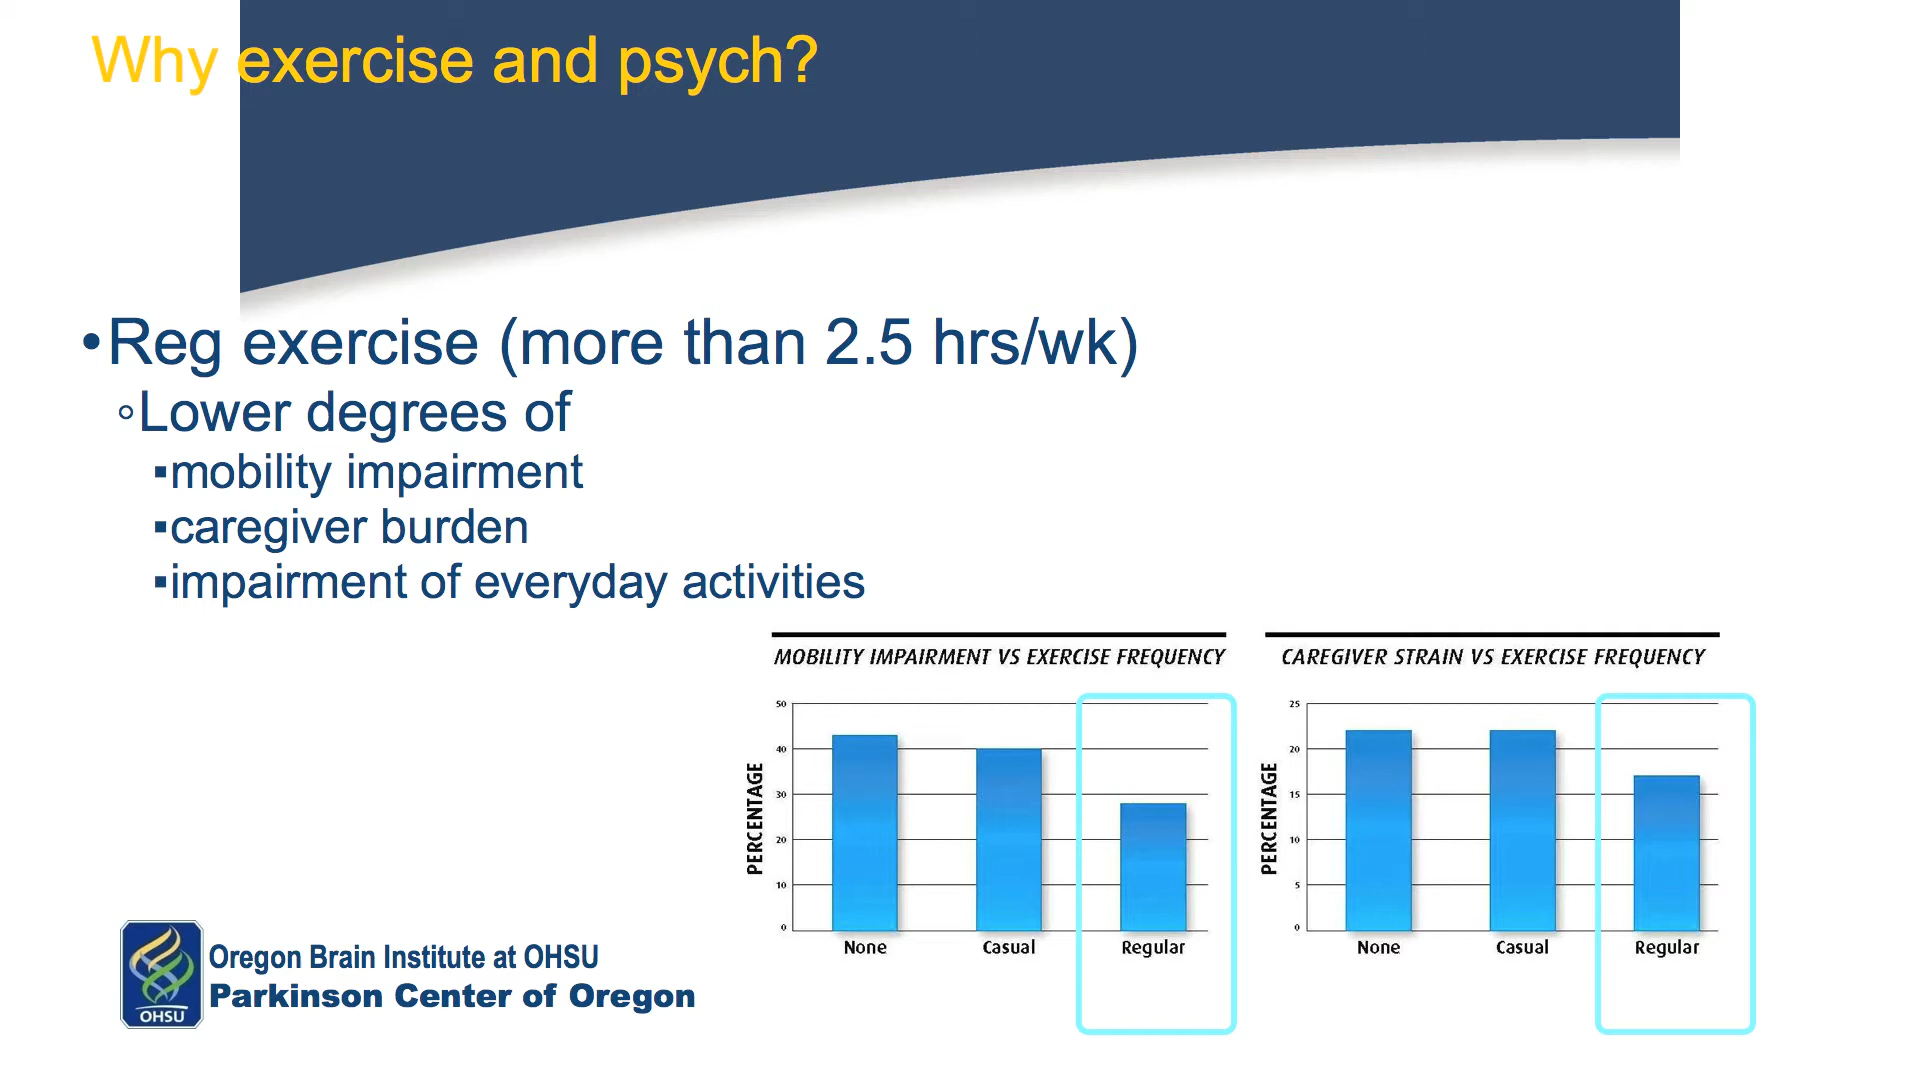 Why exercise and psych?
•Reg exercise (more than 2.5 hrs/wk)
◦Lower degrees of
▪mobility impairment
▪caregiver burden
▪impairment of everyday activities
MOBILITY IMPAIRMENT VS EXERCISE FREQUENCY
PERCENTAGE
50
40
30
20
10
0
None Casual Regular
CAREGIVER STRAIN VS EXERCISE FREQUENCY
PERCENTAGE
25
20
15
10
5
0
None Casual Regular
OHSU
Oregon Brain Institute at OHSU
Parkinson Center of Oregon